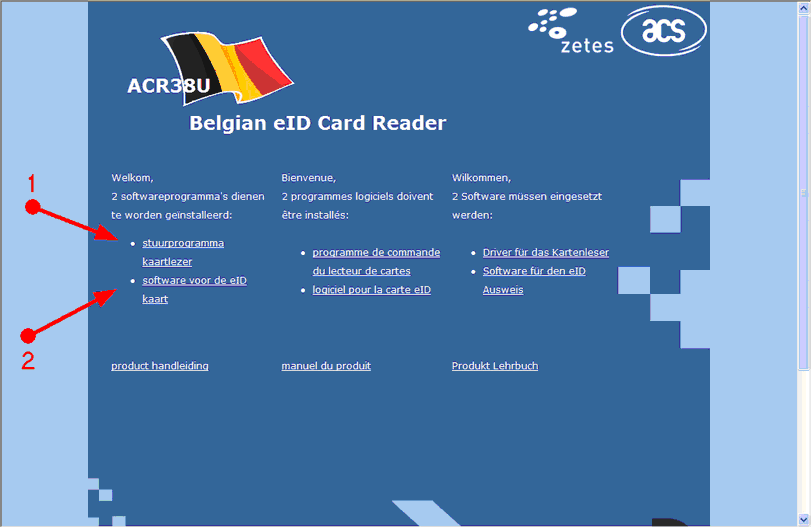 zetes
acs
ACR38U
Belgian eID Card Reader
Welkom,
2 softwareprogramma's dienen
te worden geïnstalleerd:
1
stuurprogramma
kaartlezer
software voor de eID
kaart
2
product handleiding
Bienvenue,
2 programmes logiciels doivent
être installés:
programme de commande
du lecteur de cartes
logiciel pour la carte eID
manuel du produit
Wilkommen,
2 Software müssen eingesetzt
werden:
Driver für das Kartenleser
Software für den eID
Ausweis
Produkt Lehrbuch